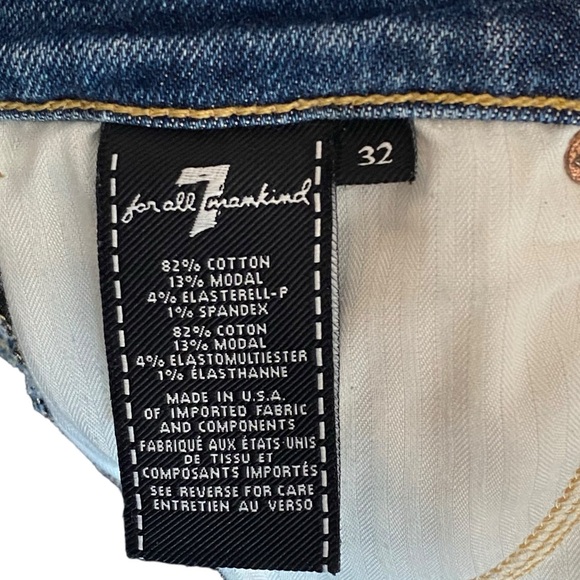 7
for all mankind
32
82% COTTON
13% MODAL
4% ELASTERELL-P
1% SPANDEX
82% COTON
13% MODAL
4% ELASTOMULTIESTER
1% ÉLASTHANNE
MADE IN U.S.A.
OF IMPORTED FABRIC
AND COMPONENTS
FABRIQUÉ AUX ÉTATS UNIS
DE TISSU ET
COMPOSANTS IMPORTÉS
SEE REVERSE FOR CARE
ENTRETIEN AU VERSO